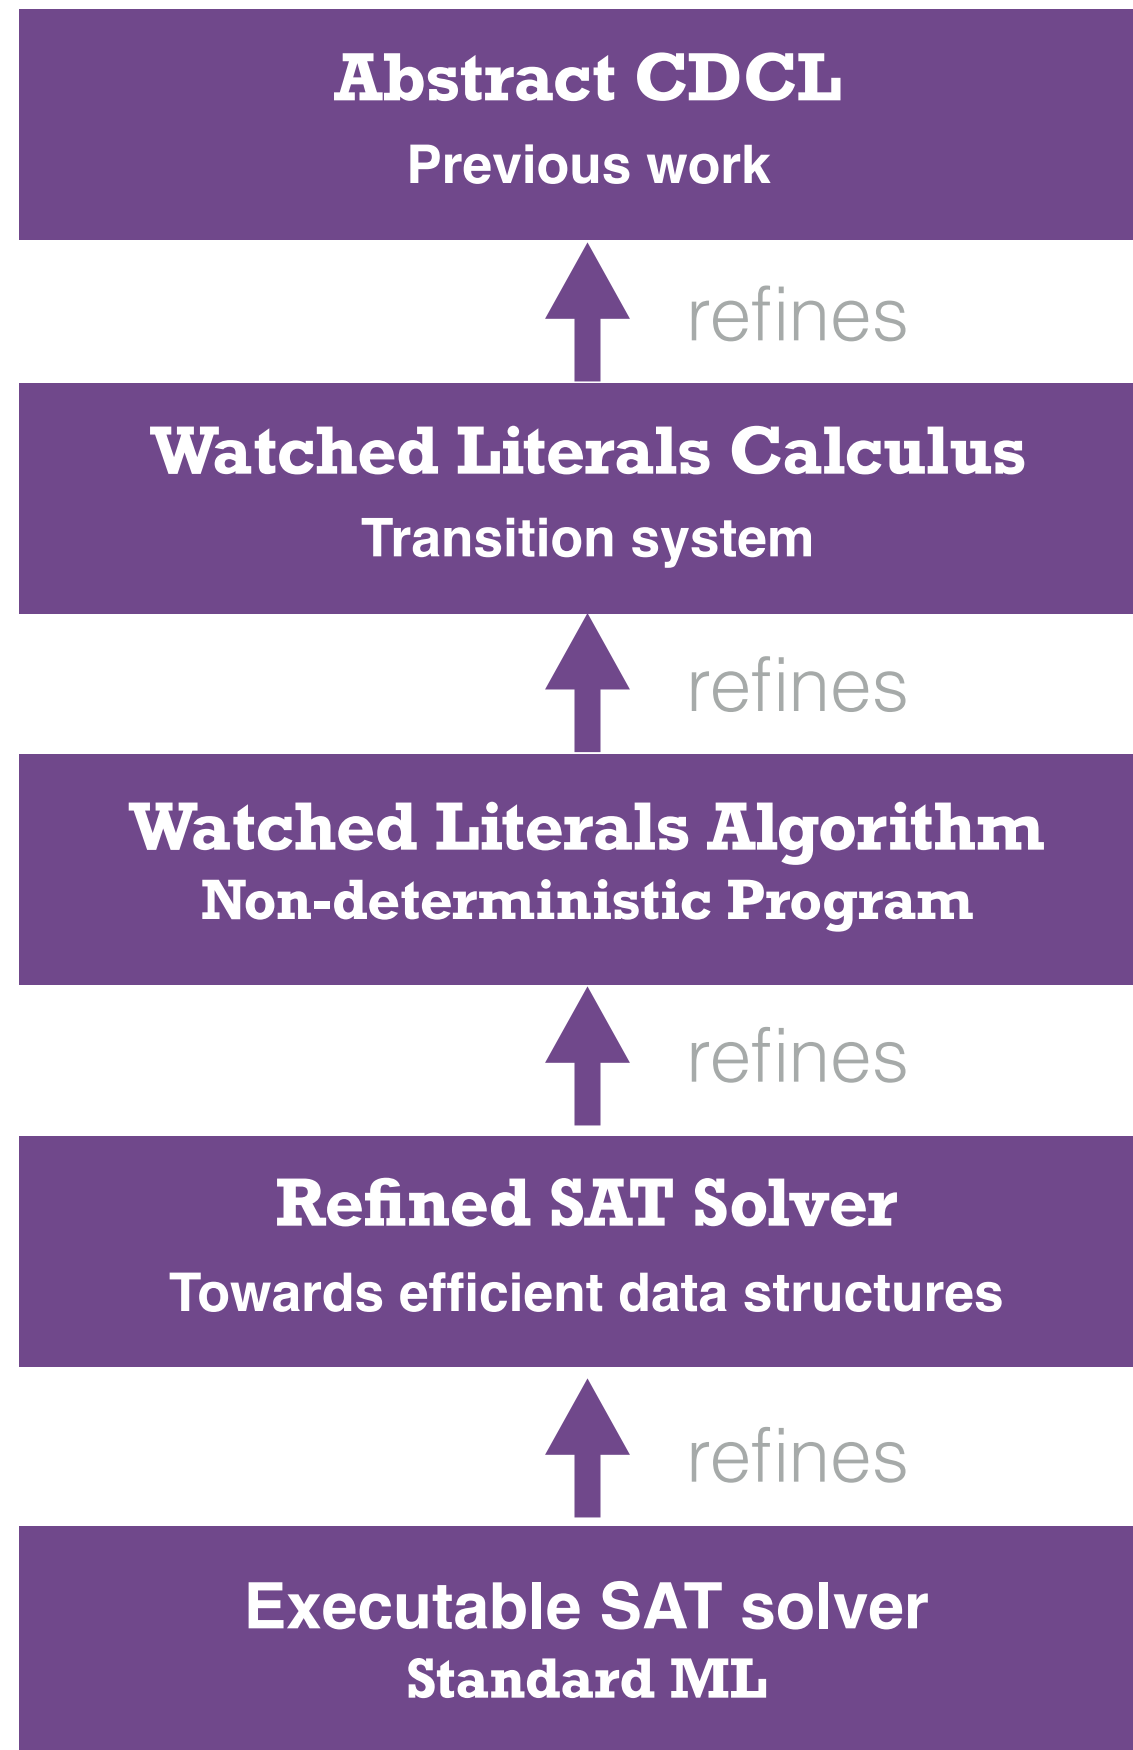 Abstract CDCL
Previous work
refines
Watched Literals Calculus
Transition system
refines
Watched Literals Algorithm
Non-deterministic Program
refines
Refined SAT Solver
Towards efficient data structures
refines
Executable SAT solver
Standard ML